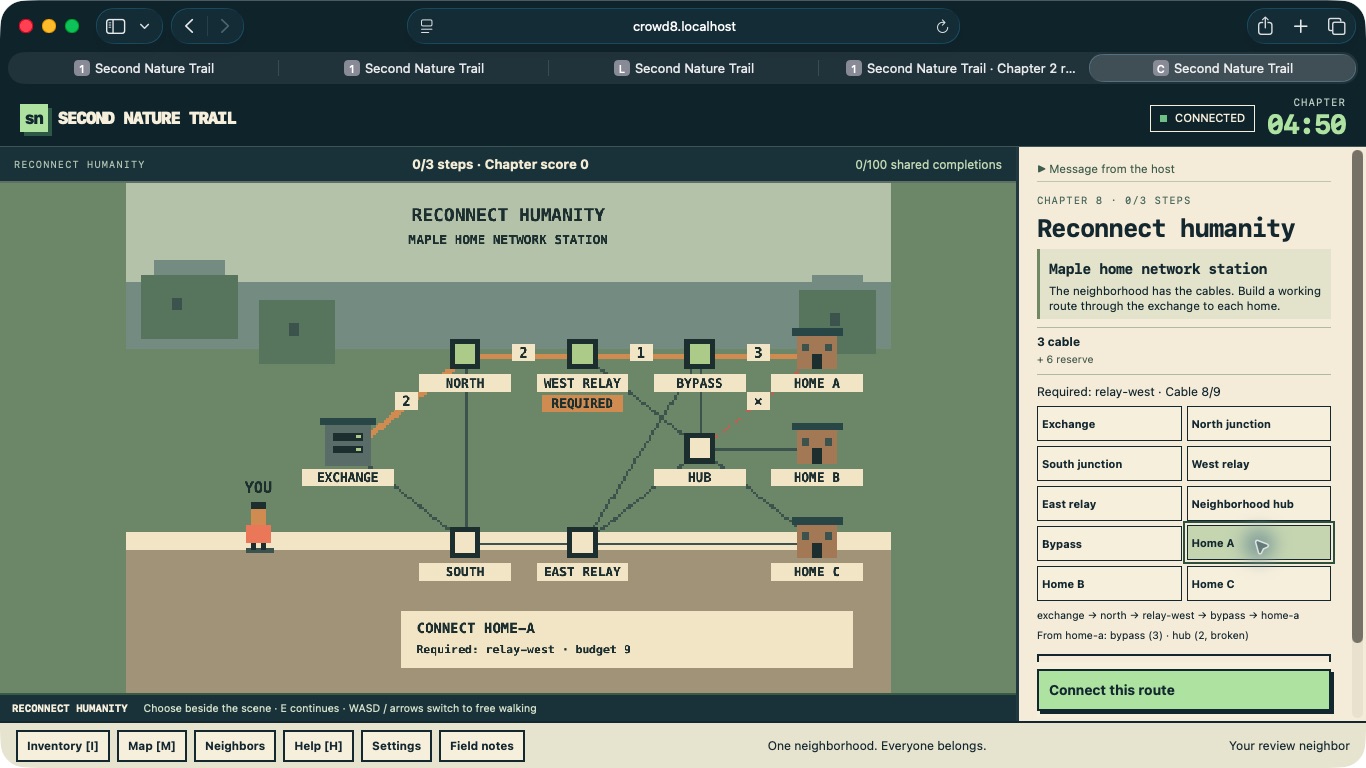 crowd8.localhost
1 Second Nature Trail
1 Second Nature Trail
L Second Nature Trail
1 Second Nature Trail · Chapter 2 r...
C Second Nature Trail
sn SECOND NATURE TRAIL
CONNECTED
CHAPTER
04:50
RECONNECT HUMANITY
0/3 steps · Chapter score 0
0/100 shared completions
RECONNECT HUMANITY
MAPLE HOME NETWORK STATION
2
1
3
NORTH
WEST RELAY
BYPASS
HOME A
REQUIRED
2
×
EXCHANGE
HUB
HOME B
YOU
SOUTH
EAST RELAY
HOME C
CONNECT HOME-A
Required: relay-west · budget 9
RECONNECT HUMANITY
Choose beside the scene · E continues · WASD / arrows switch to free walking
Message from the host
CHAPTER 8 · 0/3 STEPS
Reconnect humanity
Maple home network station
The neighborhood has the cables. Build a working
route through the exchange to each home.
3 cable
+ 6 reserve
Required: relay-west · Cable 8/9
Exchange
North junction
South junction
West relay
East relay
Neighborhood hub
Bypass
Home A
Home B
Home C
exchange → north → relay-west → bypass → home-a
From home-a: bypass (3) · hub (2, broken)
Connect this route
Inventory [I]
Map [M]
Neighbors
Help [H]
Settings
Field notes
One neighborhood. Everyone belongs.
Your review neighbor